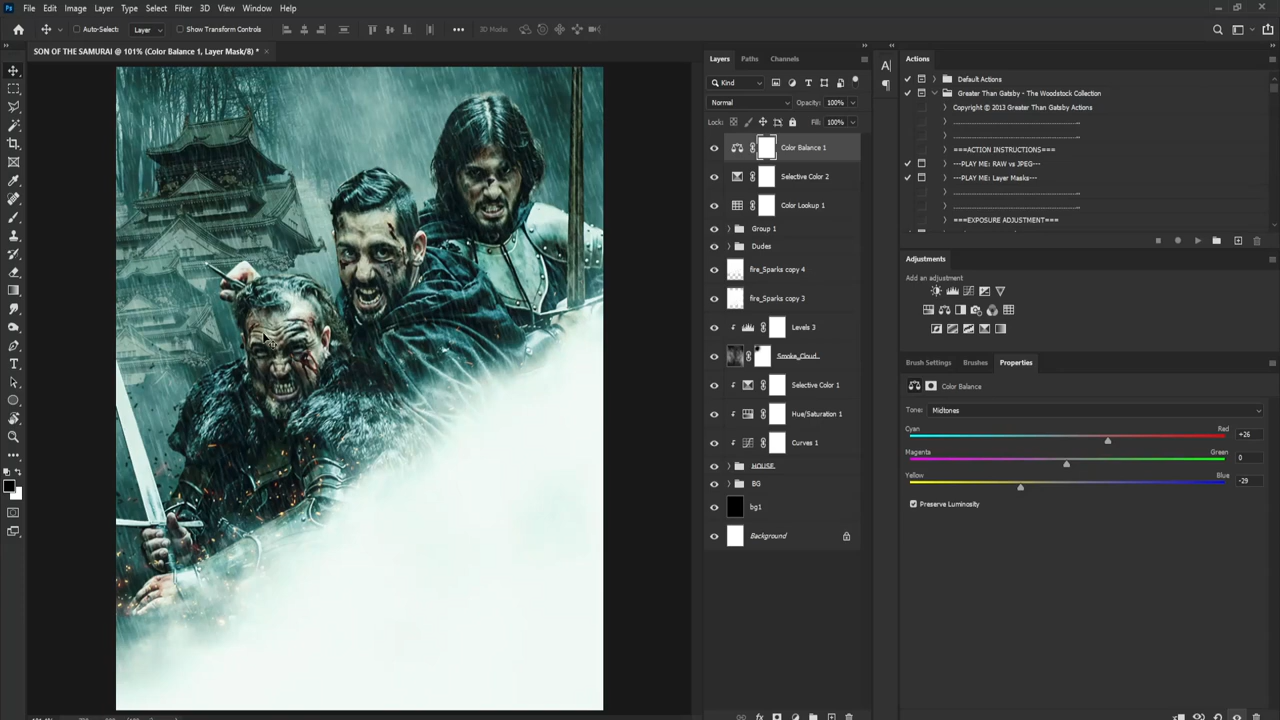 Ps File Edit Image Layer Type Select Filter 3D View Window Help
Auto-Select: Layer Show Transform Controls 3D Mode:
SON OF THE SAMURAI @ 101% (Color Balance 1, Layer Mask/8) *
Layers Paths Channels
Kind
Normal Opacity: 100%
Lock: Fill: 100%
Color Balance 1
Selective Color 2
Color Lookup 1
Group 1
Dudes
fire_Sparks copy 4
fire_Sparks copy 3
Levels 3
Smoke_Cloud...
Selective Color 1
Hue/Saturation 1
Curves 1
HOUSE
BG
bg1
Background
Actions
Default Actions
Greater Than Gatsby - The Woodstock Collection
Copyright © 2013 Greater Than Gatsby Actions
===ACTION INSTRUCTIONS===
---PLAY ME: RAW vs JPEG---
---PLAY ME: Layer Masks---
===EXPOSURE ADJUSTMENT===
Adjustments
Add an adjustment
Brush Settings Brushes Properties
Color Balance
Tone: Midtones
Cyan Red +26
Magenta Green 0
Yellow Blue -29
Preserve Luminosity